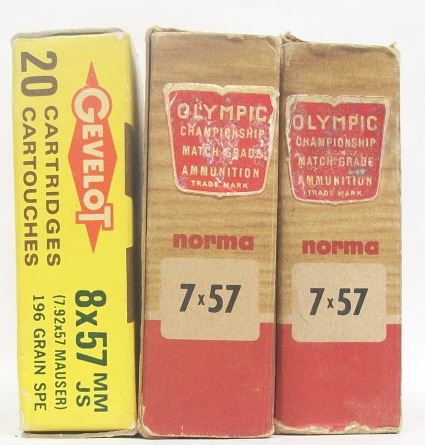 20 CARTRIDGES
CARTOUCHES
GEVELOT
8x57 MM
JS
(7,92x57 MAUSER)
196 GRAIN SPE
OLYMPIC
CHAMPIONSHIP
MATCH GRADE
AMMUNITION
TRADE MARK
norma
7x57
OLYMPIC
CHAMPIONSHIP
MATCH GRADE
AMMUNITION
TRADE MARK
norma
7x57